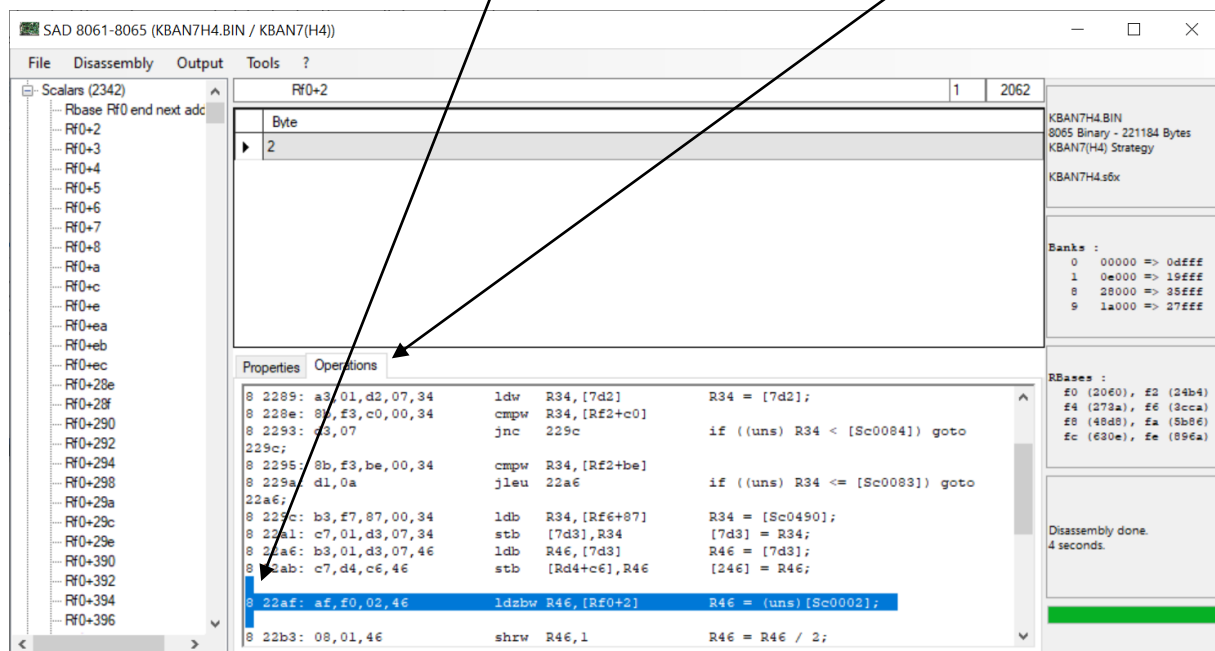 SAD 8061-8065 (KBAN7H4.BIN / KBAN7(H4))
File Disassembly Output Tools ?
Scalars (2342)
Rbase Rf0 end next add
Rf0+2
Rf0+3
Rf0+4
Rf0+5
Rf0+6
Rf0+7
Rf0+8
Rf0+a
Rf0+c
Rf0+e
Rf0+ea
Rf0+eb
Rf0+ec
Rf0+28e
Rf0+28f
Rf0+290
Rf0+292
Rf0+294
Rf0+298
Rf0+29a
Rf0+29c
Rf0+29e
Rf0+390
Rf0+392
Rf0+394
Rf0+396
Rf0+2 1 2062
Byte
2
Properties Operations
8 2289: a3,01,d2,07,34 ldw R34,[7d2] R34 = [7d2];
8 228e: 8b,f3,c0,00,34 cmpw R34,[Rf2+c0]
8 2293: d3,07 jnc 229c if ((uns) R34 < [Sc0084]) goto
229c;
8 2295: 8b,f3,be,00,34 cmpw R34,[Rf2+be]
8 229a: d1,0a jleu 22a6 if ((uns) R34 <= [Sc0083]) goto
22a6;
8 229c: b3,f7,87,00,34 ldb R34,[Rf6+87] R34 = [Sc0490];
8 22a1: c7,01,d3,07,34 stb [7d3],R34 [7d3] = R34;
8 22a6: b3,01,d3,07,46 ldb R46,[7d3] R46 = [7d3];
8 22ab: c7,d4,c6,46 stb [Rd4+c6],R46 [246] = R46;
8 22af: af,f0,02,46 ldzbw R46,[Rf0+2] R46 = (uns)[Sc0002];
8 22b3: 08,01,46 shrw R46,1 R46 = R46 / 2;
KBAN7H4.BIN
8065 Binary - 221184 Bytes
KBAN7(H4) Strategy
KBAN7H4.s6x
Banks :
0 00000 => 0dfff
1 0e000 => 19fff
8 28000 => 35fff
9 1a000 => 27fff
RBases :
f0 (2060), f2 (24b4)
f4 (273a), f6 (3cca)
f8 (48d8), fa (5b86)
fc (630e), fe (896a)
Disassembly done.
4 seconds.